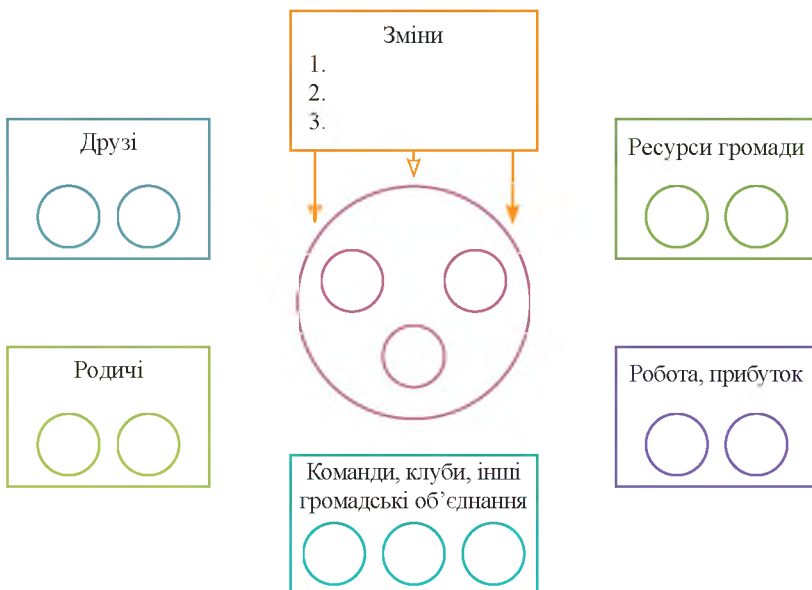 Зміни
1.
2.
3.
Друзі
Ресурси громади
Родичі
Робота, прибуток
Команди, клуби, інші
громадські об’єднання